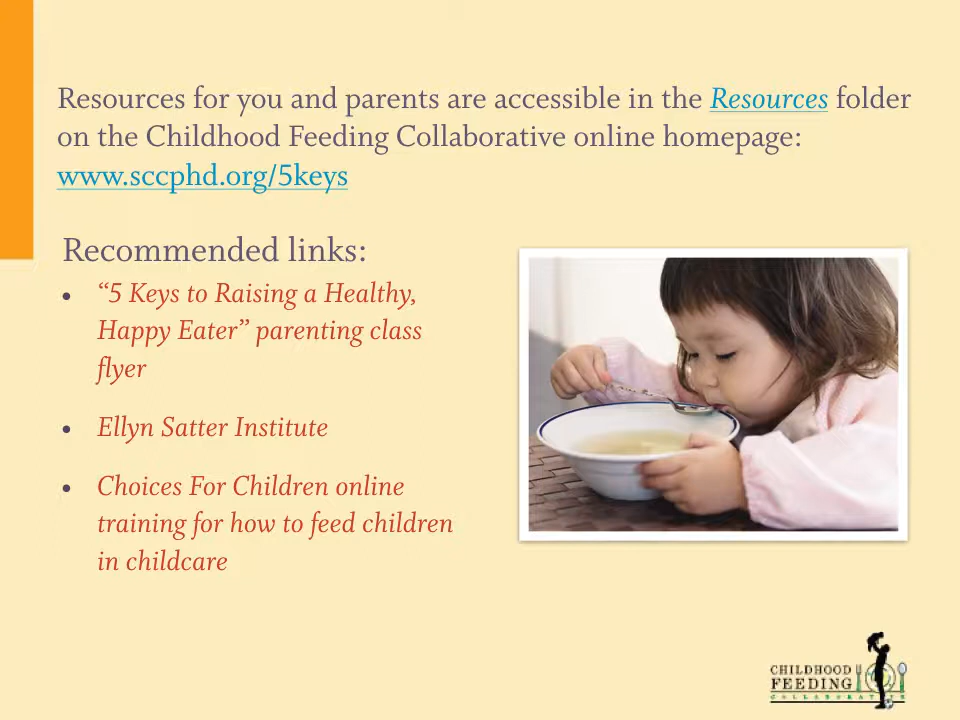 Resources for you and parents are accessible in the Resources folder
on the Childhood Feeding Collaborative online homepage:
www.sccphd.org/5keys
Recommended links:
• “5 Keys to Raising a Healthy,
Happy Eater” parenting class
flyer
• Ellyn Satter Institute
• Choices For Children online
training for how to feed children
in childcare
CHILDHOOD
FEEDING
COLLABORATIVE